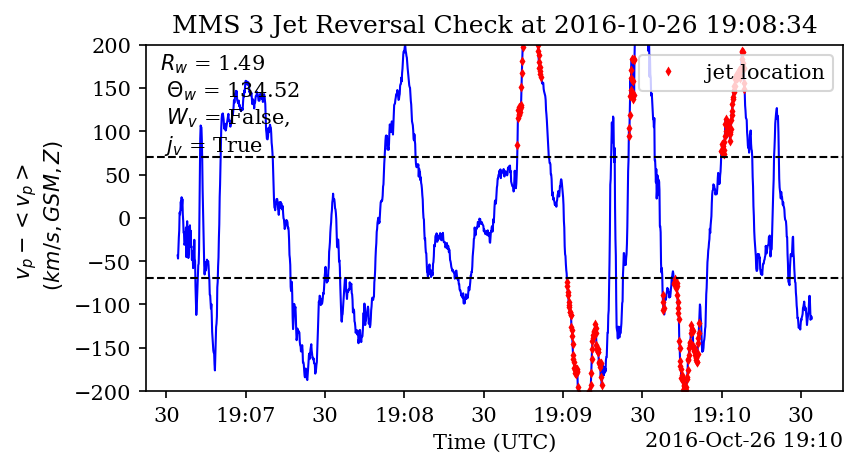 MMS 3 Jet Reversal Check at 2016-10-26 19:08:34
R_w = 1.49
Θ_w = 134.52
W_v = False,
j_v = True
jet location
v_p − <v_p>
(km/s, GSM, Z)
200
150
100
50
0
−50
−100
−150
−200
30 19:07 30 19:08 30 19:09 30 19:10 30
Time (UTC)
2016-Oct-26 19:10